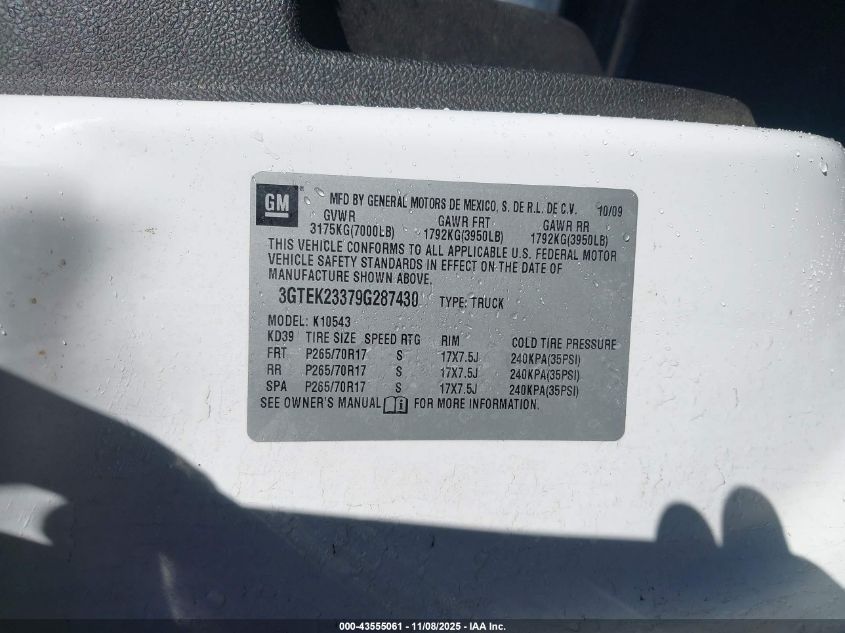 GM ® MFD BY GENERAL MOTORS DE MEXICO, S. DE R.L. DE C.V. 10/09
GVWR GAWR FRT GAWR RR
3175KG(7000LB) 1792KG(3950LB) 1792KG(3950LB)
THIS VEHICLE CONFORMS TO ALL APPLICABLE U.S. FEDERAL MOTOR
VEHICLE SAFETY STANDARDS IN EFFECT ON THE DATE OF
MANUFACTURE SHOWN ABOVE.
3GTEK23379G287430 TYPE: TRUCK
MODEL: K10543
KD39 TIRE SIZE SPEED RTG RIM COLD TIRE PRESSURE
FRT P265/70R17 S 17X7.5J 240KPA(35PSI)
RR P265/70R17 S 17X7.5J 240KPA(35PSI)
SPA P265/70R17 S 17X7.5J 240KPA(35PSI)
SEE OWNER'S MANUAL i FOR MORE INFORMATION.
000-43555061 - 11/08/2025 - IAA Inc.